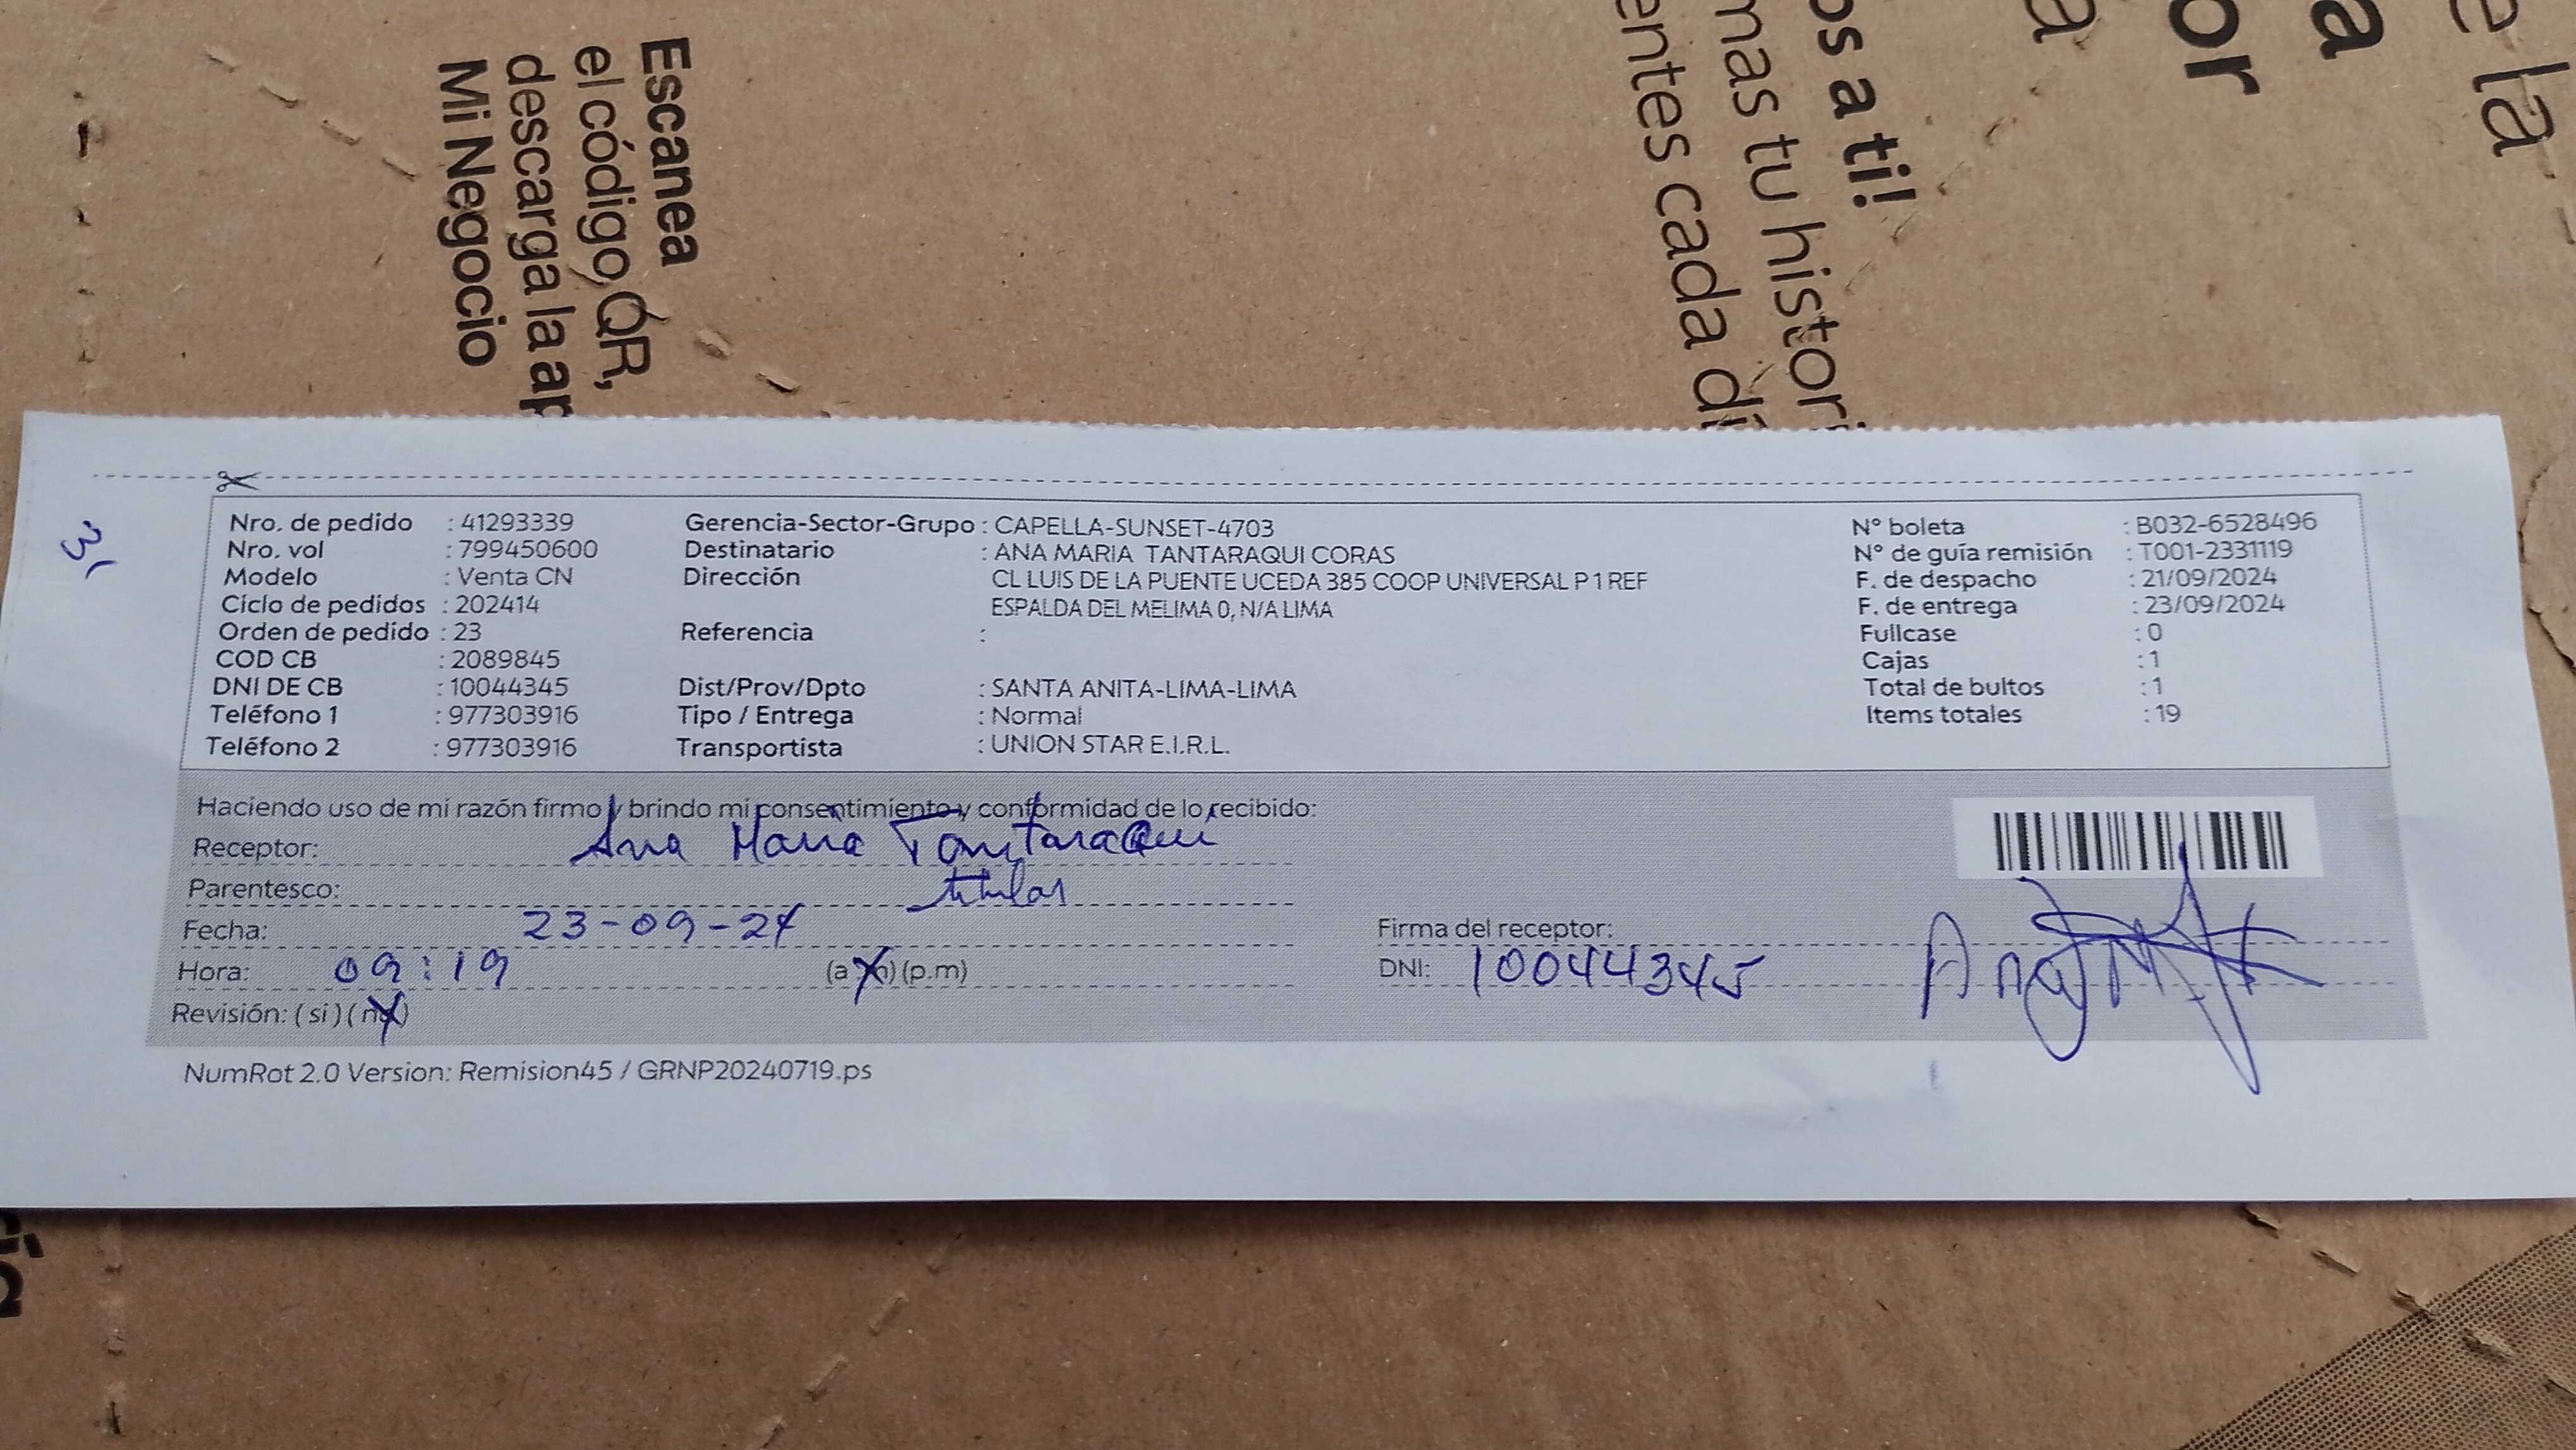 Escanea
el código QR,
descarga la ap
Mi Negocio
os a ti!
mas tu histori
entes cada dí
a
or
a
e la
31
Nro. de pedido : 41293339
Nro. vol : 799450600
Modelo : Venta CN
Ciclo de pedidos : 202414
Orden de pedido : 23
COD CB : 2089845
DNI DE CB : 10044345
Teléfono 1 : 977303916
Teléfono 2 : 977303916
Gerencia-Sector-Grupo : CAPELLA-SUNSET-4703
Destinatario : ANA MARIA TANTARAQUI CORAS
Dirección CL LUIS DE LA PUENTE UCEDA 385 COOP UNIVERSAL P 1 REF
ESPALDA DEL MELIMA 0, N/A LIMA
Referencia :
Dist/Prov/Dpto : SANTA ANITA-LIMA-LIMA
Tipo / Entrega : Normal
Transportista : UNION STAR E.I.R.L.
N° boleta : B032-6528496
N° de guía remisión : T001-2331119
F. de despacho : 21/09/2024
F. de entrega : 23/09/2024
Fullcase : 0
Cajas : 1
Total de bultos : 1
Items totales : 19
Haciendo uso de mi razón firmo y brindo mi consentimiento y conformidad de lo recibido:
Receptor: Ana Maria Tantaraqui
Parentesco: titular
Fecha: 23-09-24
Hora: 09:19 (a.m) (p.m)
Revisión: ( si ) ( no )
Firma del receptor:
DNI: 10044345
Ana
NumRot 2.0 Version: Remision45 / GRNP20240719.ps